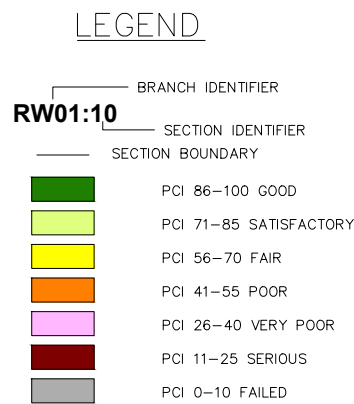 LEGEND
BRANCH IDENTIFIER
RW01:10
SECTION IDENTIFIER
SECTION BOUNDARY
PCI 86-100 GOOD
PCI 71-85 SATISFACTORY
PCI 56-70 FAIR
PCI 41-55 POOR
PCI 26-40 VERY POOR
PCI 11-25 SERIOUS
PCI 0-10 FAILED